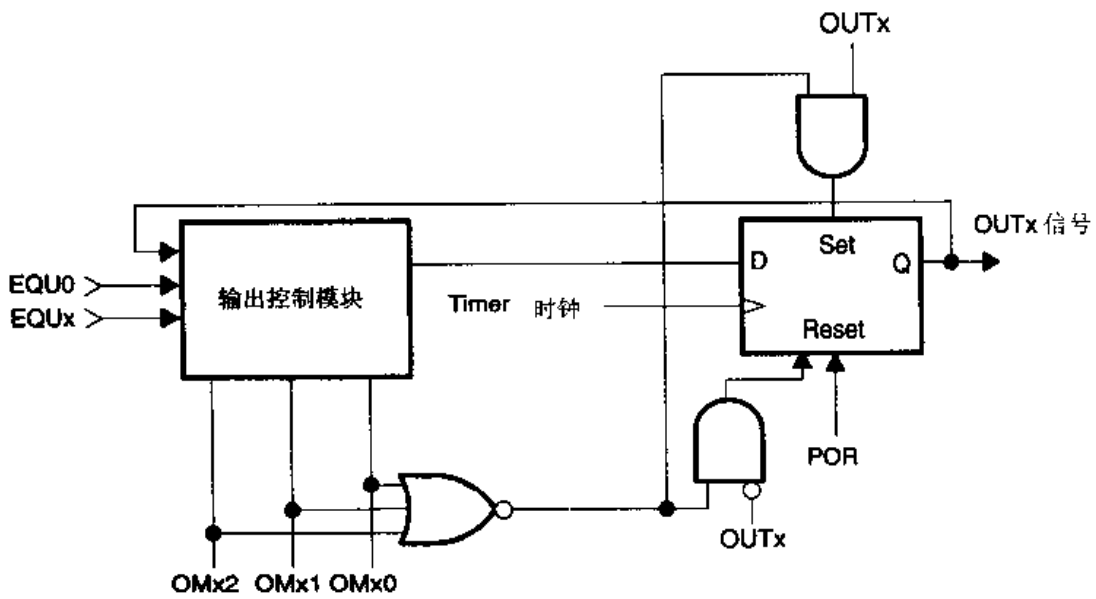 OUTx
OUTx 信号
Set
D
Q
EQU0
EQUx
输出控制模块
Timer 时钟
Reset
POR
OUTx
OMx2 OMx1 OMx0